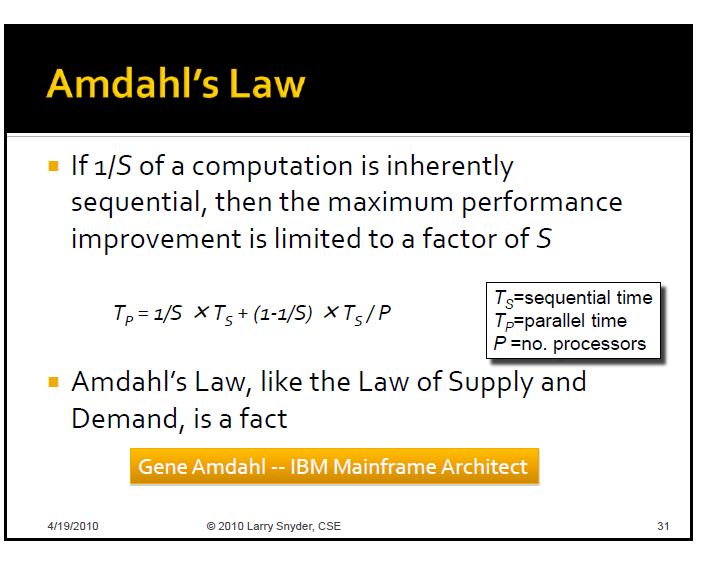 Amdahl's Law
If 1/S of a computation is inherently
sequential, then the maximum performance
improvement is limited to a factor of S
T_P = 1/S × T_S + (1-1/S) × T_S / P
T_S=sequential time
T_P=parallel time
P =no. processors
Amdahl's Law, like the Law of Supply and
Demand, is a fact
Gene Amdahl -- IBM Mainframe Architect
4/19/2010 © 2010 Larry Snyder, CSE 31